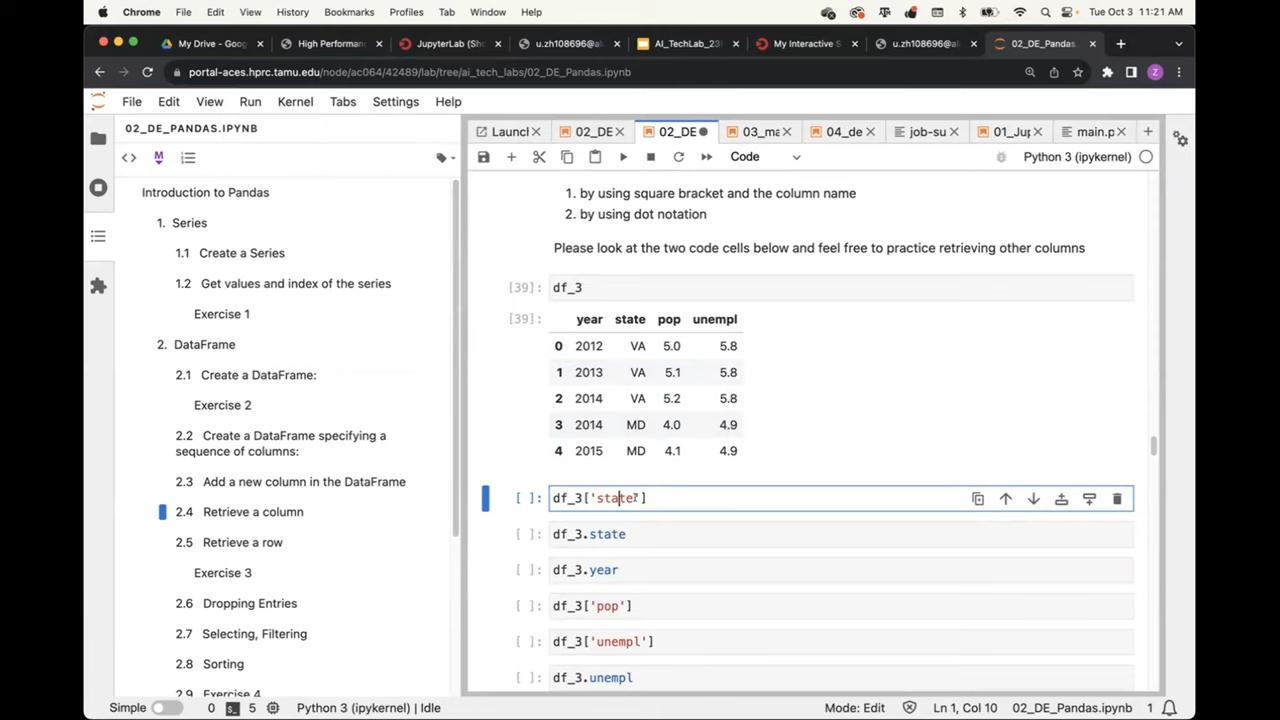 Chrome File Edit View History Bookmarks Profiles Tab Window Help Tue Oct 3 11:21 AM
My Drive - Goog High Performanc JupyterLab (Sho u.zh108696@al AI_TechLab_23 My Interactive S u.zh108696@al 02_DE_Pandas.
portal-aces.hprc.tamu.edu/node/ac064/42489/lab/tree/ai_tech_labs/02_DE_Pandas.ipynb Z
File Edit View Run Kernel Tabs Settings Help
02_DE_PANDAS.IPYNB
Launcl 02_DE 02_DE 03_ma 04_de job-su 01_Jup main.p
M
Code Python 3 (ipykernel)
Introduction to Pandas
1. Series
1.1 Create a Series
1.2 Get values and index of the series
Exercise 1
2. DataFrame
2.1 Create a DataFrame:
Exercise 2
2.2 Create a DataFrame specifying a
sequence of columns:
2.3 Add a new column in the DataFrame
2.4 Retrieve a column
2.5 Retrieve a row
Exercise 3
2.6 Dropping Entries
2.7 Selecting, Filtering
2.8 Sorting
2.9 Exercise 4
1. by using square bracket and the column name
2. by using dot notation
Please look at the two code cells below and feel free to practice retrieving other columns
[39]: df_3
[39]: year state pop unempl
0 2012 VA 5.0 5.8
1 2013 VA 5.1 5.8
2 2014 VA 5.2 5.8
3 2014 MD 4.0 4.9
4 2015 MD 4.1 4.9
[ ]: df_3['state']
[ ]: df_3.state
[ ]: df_3.year
[ ]: df_3['pop']
[ ]: df_3['unempl']
[ ]: df_3.unempl
Simple 0 5 Python 3 (ipykernel) | Idle Mode: Edit Ln 1, Col 10 02_DE_Pandas.ipynb 1